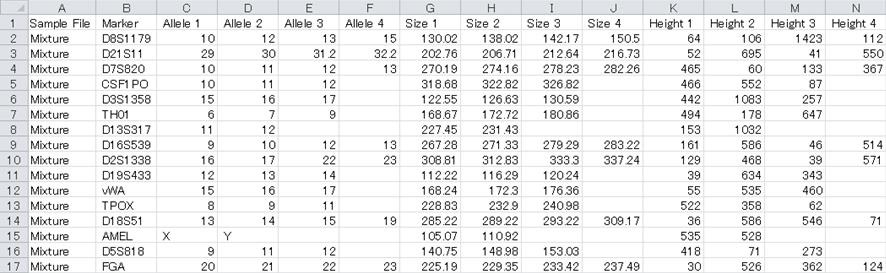 A B C D E F G H I J K L M N
1 Sample File Marker Allele 1 Allele 2 Allele 3 Allele 4 Size 1 Size 2 Size 3 Size 4 Height 1 Height 2 Height 3 Height 4
2 Mixture D8S1179 10 12 13 15 130.02 138.02 142.17 150.5 64 106 1423 112
3 Mixture D21S11 29 30 31.2 32.2 202.76 206.71 212.64 216.73 52 695 41 550
4 Mixture D7S820 10 11 12 13 270.19 274.16 278.23 282.26 465 60 133 367
5 Mixture CSF1PO 10 11 12 318.68 322.82 326.82 466 552 87
6 Mixture D3S1358 15 16 17 122.55 126.63 130.59 442 1083 257
7 Mixture TH01 6 7 9 168.67 172.72 180.86 494 178 647
8 Mixture D13S317 11 12 227.45 231.43 153 1032
9 Mixture D16S539 9 10 12 13 267.28 271.33 279.29 283.22 161 586 46 514
10 Mixture D2S1338 16 17 22 23 308.81 312.83 333.3 337.24 129 468 39 571
11 Mixture D19S433 12 13 14 112.22 116.29 120.24 39 634 343
12 Mixture vWA 15 16 17 168.24 172.3 176.36 55 535 460
13 Mixture TPOX 8 9 11 228.83 232.9 240.98 522 358 62
14 Mixture D18S51 13 14 15 19 285.22 289.22 293.22 309.17 36 586 546 71
15 Mixture AMEL X Y 105.07 110.92 535 528
16 Mixture D5S818 9 11 12 140.75 148.98 153.03 418 71 273
17 Mixture FGA 20 21 22 23 225.19 229.35 233.42 237.49 30 526 362 124